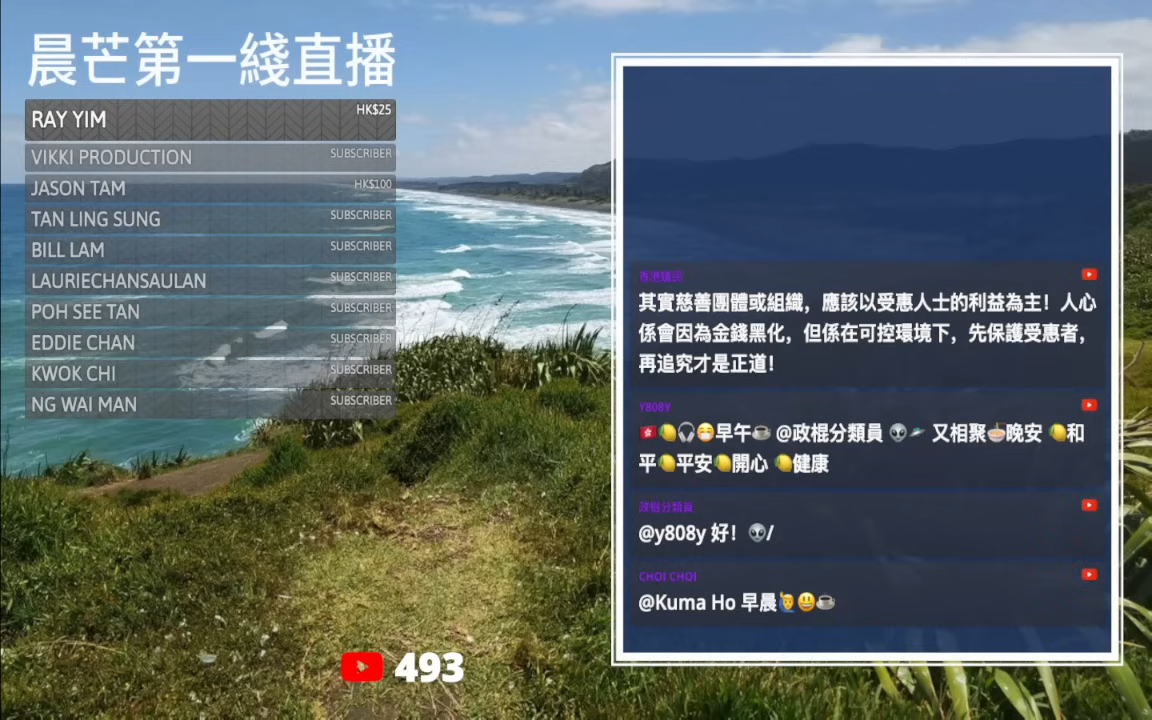 晨芒第一綫直播
RAY YIM HK$25
VIKKI PRODUCTION SUBSCRIBER
JASON TAM HK$100
TAN LING SUNG SUBSCRIBER
BILL LAM SUBSCRIBER
LAURIECHANSAULAN SUBSCRIBER
POH SEE TAN SUBSCRIBER
EDDIE CHAN SUBSCRIBER
KWOK CHI SUBSCRIBER
NG WAI MAN SUBSCRIBER
其實慈善團體或組織，應該以受惠人士的利益為主！人心
係會因為金錢黑化，但係在可控環境下，先保護受惠者，
再追究才是正道！
Y808Y
🇭🇰🍋🎧😷早午☕ @政棍分類員 👽🛸 又相聚🍲晚安 🍋和
平🍋平安🍋開心 🍋健康
政棍分類員
@y808y 好！ 👽/
CHOI CHOI
@Kuma Ho 早晨🙋‍♂️😃☕
493